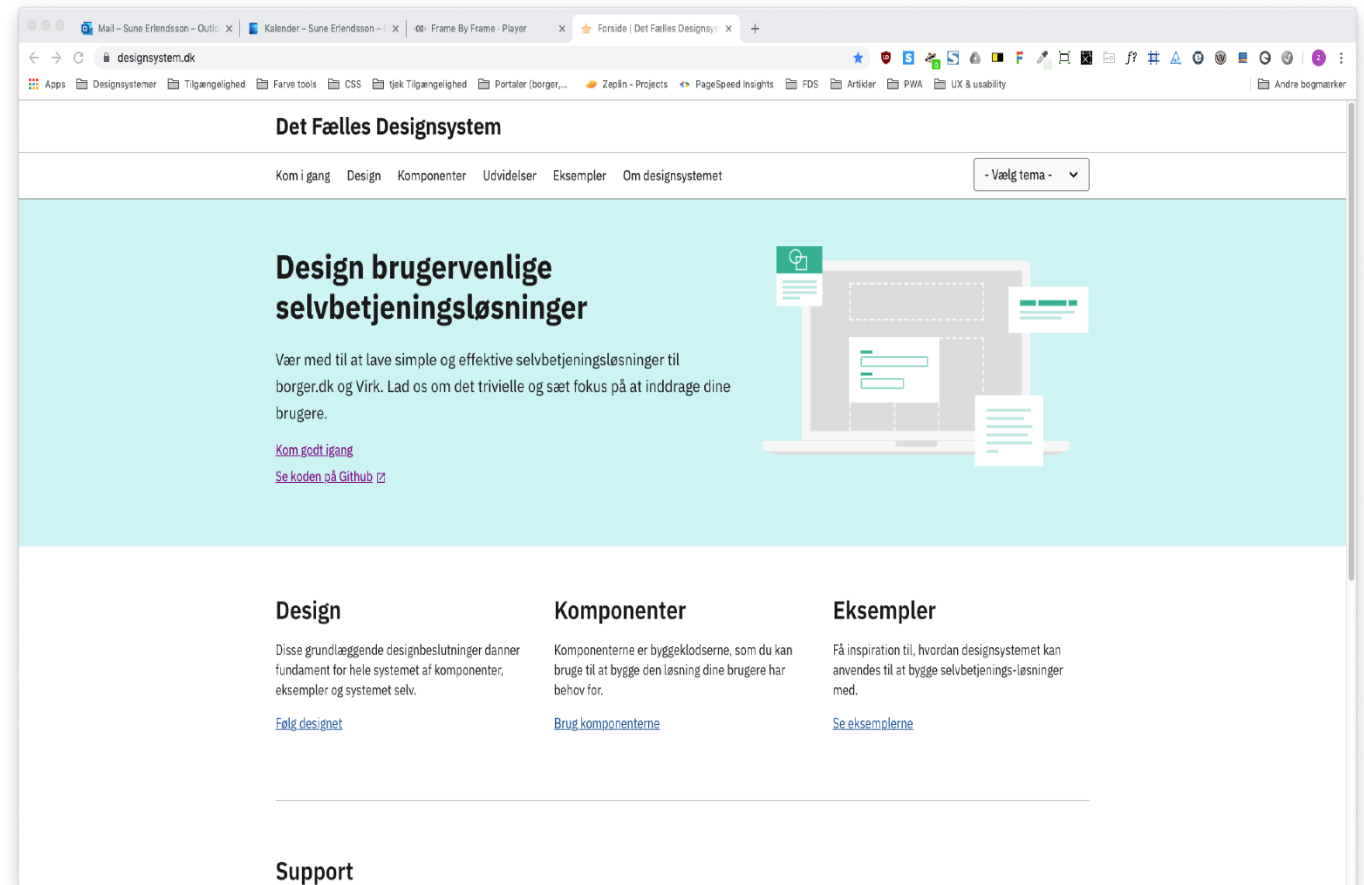 Mail – Sune Erlendsson – Outlo
Kalender – Sune Erlendsson –
Frame By Frame - Player
Forside | Det Fælles Designsys
designsystem.dk
Apps
Designsystemer
Tilgængelighed
Farve tools
CSS
tjek Tilgængelighed
Portaler (borger,...
Zeplin - Projects
PageSpeed Insights
FDS
Artikler
PWA
UX & usability
Andre bogmærker
Det Fælles Designsystem
Kom i gang Design Komponenter Udvidelser Eksempler Om designsystemet
- Vælg tema -
Design brugervenlige
selvbetjeningsløsninger
Vær med til at lave simple og effektive selvbetjeningsløsninger til
borger.dk og Virk. Lad os om det trivielle og sæt fokus på at inddrage dine
brugere.
Kom godt igang
Se koden på Github
Design
Disse grundlæggende designbeslutninger danner
fundament for hele systemet af komponenter,
eksempler og systemet selv.
Følg designet
Komponenter
Komponenterne er byggeklodserne, som du kan
bruge til at bygge den løsning dine brugere har
behov for.
Brug komponenterne
Eksempler
Få inspiration til, hvordan designsystemet kan
anvendes til at bygge selvbetjenings-løsninger
med.
Se eksemplerne
Support